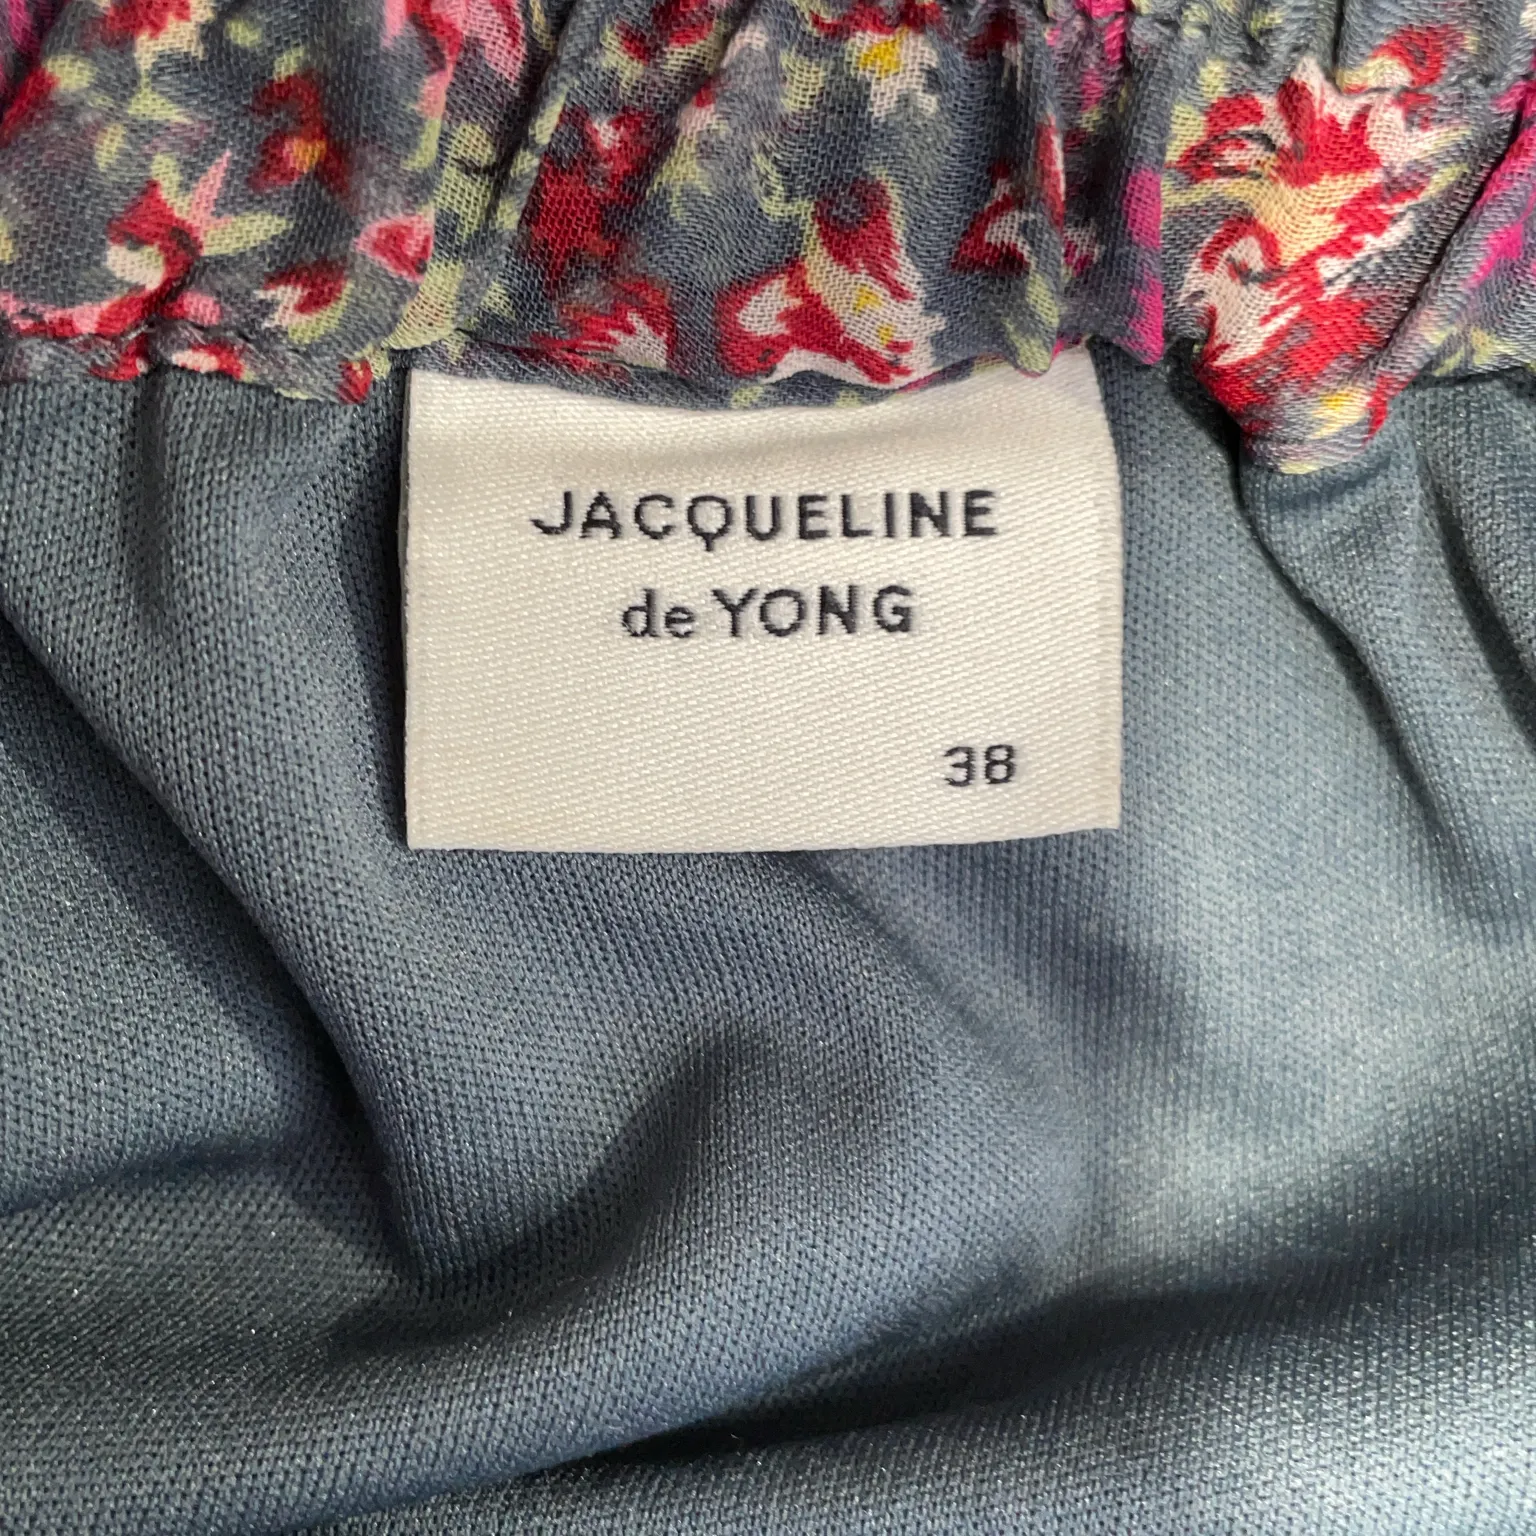 JACQUELINE
de YONG
38